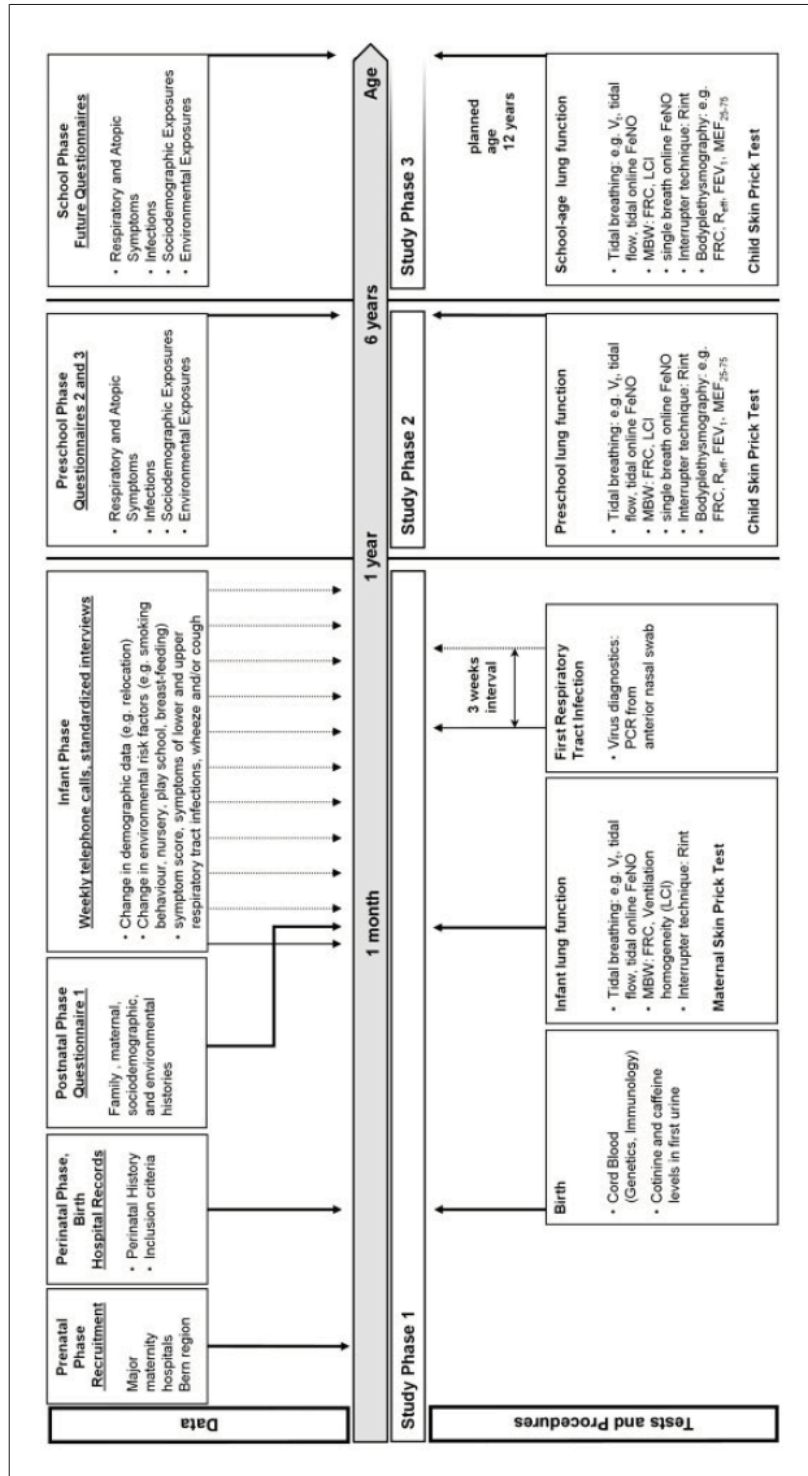 Data
Prenatal
Phase
Recruitment
Major
maternity
hospitals
Bern region
Perinatal Phase,
Birth
Hospital Records
• Perinatal History
• Inclusion criteria
Postnatal Phase
Questionnaire 1
Family , maternal,
sociodemographic,
and environmental
histories
Infant Phase
Weekly telephone calls, standardized interviews
• Change in demographic data (e.g. relocation)
• Change in environmental risk factors (e.g. smoking
behaviour, nursery, play school, breast-feeding)
• symptom score, symptoms of lower and upper
respiratory tract infections, wheeze and/or cough
Preschool Phase
Questionnaires 2 and 3
• Respiratory and Atopic
Symptoms
• Infections
• Sociodemographic Exposures
• Environmental Exposures
School Phase
Future Questionnaires
• Respiratory and Atopic
Symptoms
• Infections
• Sociodemographic Exposures
• Environmental Exposures
1 month
1 year
6 years
Age
Study Phase 1
Study Phase 2
Study Phase 3
3 weeks
interval
planned
age
12 years
Tests and Procedures
Birth
• Cord Blood
(Genetics, Immunology)
• Cotinine and caffeine
levels in first urine
Infant lung function
• Tidal breathing: e.g. Vt, tidal
flow, tidal online FeNO
• MBW: FRC, Ventilation
homogeneity (LCI)
• Interrupter technique: Rint
Maternal Skin Prick Test
First Respiratory
Tract Infection
• Virus diagnostics:
PCR from
anterior nasal swab
Preschool lung function
• Tidal breathing: e.g. Vt, tidal
flow, tidal online FeNO
• MBW: FRC, LCI
• single breath online FeNO
• Interrupter technique: Rint
• Bodyplethysmography: e.g.
FRC, Reff, FEV1, MEF25-75
Child Skin Prick Test
School-age lung function
• Tidal breathing: e.g. Vt, tidal
flow, tidal online FeNO
• MBW: FRC, LCI
• single breath online FeNO
• Interrupter technique: Rint
• Bodyplethysmography: e.g.
FRC, Reff, FEV1, MEF25-75
Child Skin Prick Test